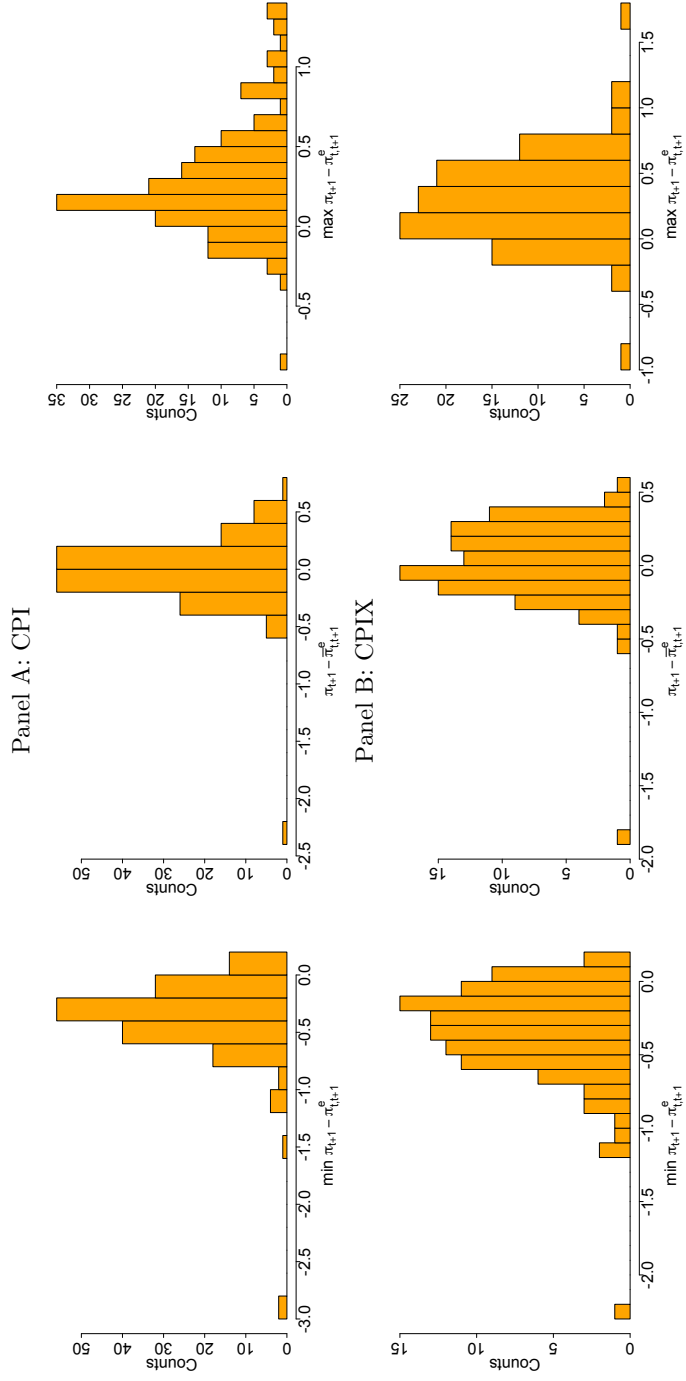 Panel A: CPI
Counts
0 10 20 30 40 50
-3.0 -2.5 -2.0 -1.5 -1.0 -0.5 0.0
min π_{t+1} − π^e_{t,t+1}
Counts
0 10 20 30 40 50
-2.5 -2.0 -1.5 -1.0 -0.5 0.0 0.5
π_{t+1} − π̅^e_{t,t+1}
Counts
0 5 10 15 20 25 30 35
-0.5 0.0 0.5 1.0
max π_{t+1} − π^e_{t,t+1}
Panel B: CPIX
Counts
0 5 10 15
-2.0 -1.5 -1.0 -0.5 0.0
min π_{t+1} − π^e_{t,t+1}
Counts
0 5 10 15
-2.0 -1.5 -1.0 -0.5 0.0 0.5
π_{t+1} − π̅^e_{t,t+1}
Counts
0 5 10 15 20 25
-1.0 -0.5 0.0 0.5 1.0 1.5
max π_{t+1} − π^e_{t,t+1}